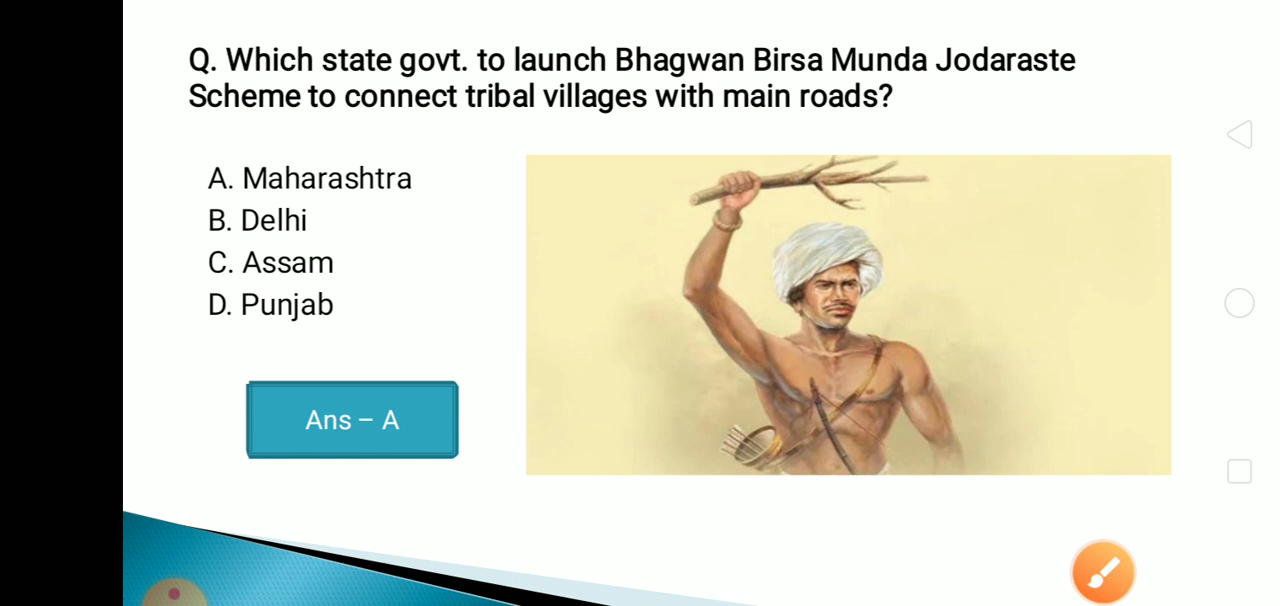 Q. Which state govt. to launch Bhagwan Birsa Munda Jodaraste
Scheme to connect tribal villages with main roads?
A. Maharashtra
B. Delhi
C. Assam
D. Punjab
Ans – A